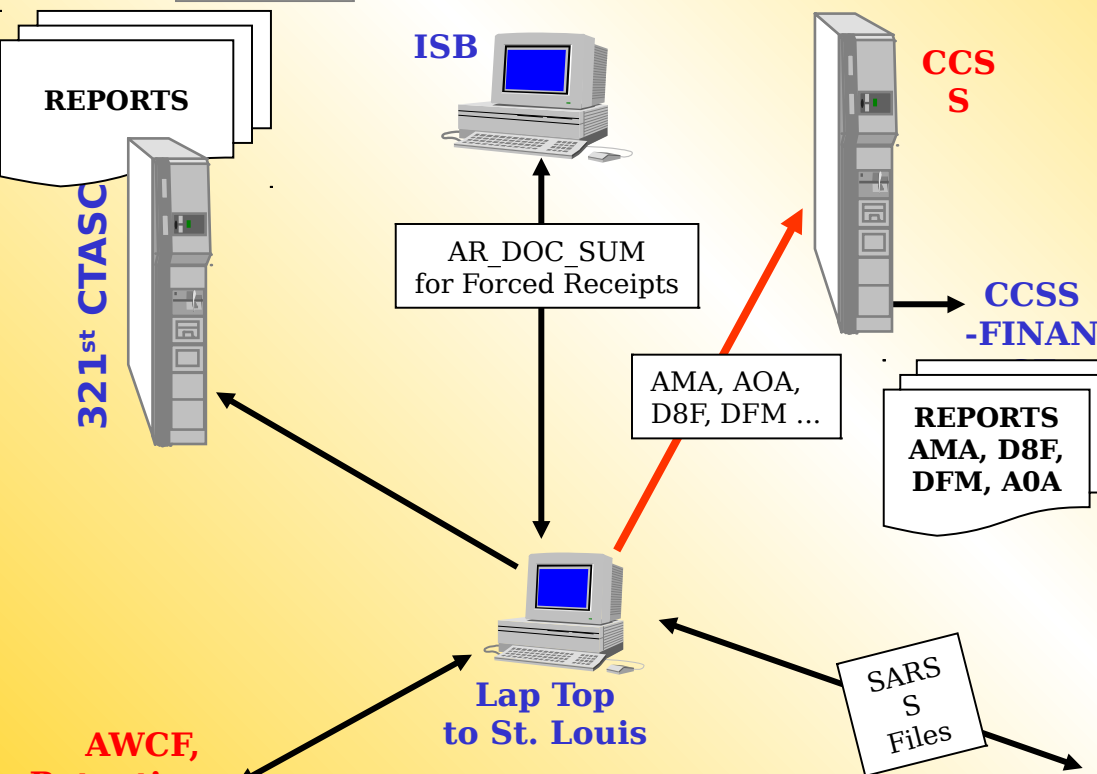 REPORTS
ISB
CCS
S
321st CTASC
AR_DOC_SUM
for Forced Receipts
CCSS
-FINAN
AMA, AOA,
D8F, DFM ...
REPORTS
AMA, D8F,
DFM, A0A
SARS
S
Files
Lap Top
to St. Louis
AWCF,